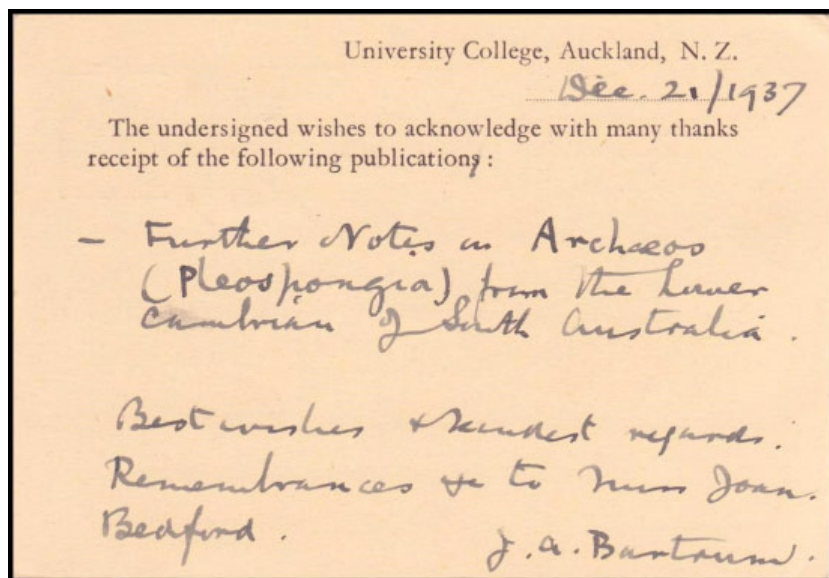 University College, Auckland, N. Z.
Dec. 21/1937
The undersigned wishes to acknowledge with many thanks
receipt of the following publications:
— Further Notes on Archæos
(Pleospongia) from the Lower
Cambrian of South Australia.
Best wishes & kindest regards.
Remembrances to Miss Joan.
Bedford.
J. A. Bartrum.